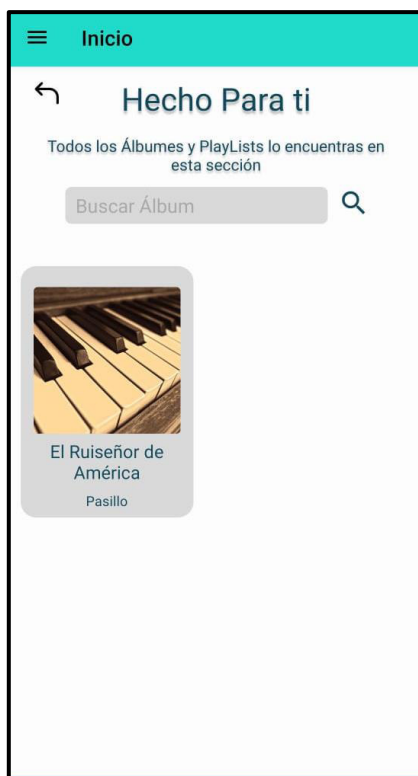 Inicio
Hecho Para ti
Todos los Álbumes y PlayLists lo encuentras en
esta sección
Buscar Álbum
El Ruiseñor de
América
Pasillo